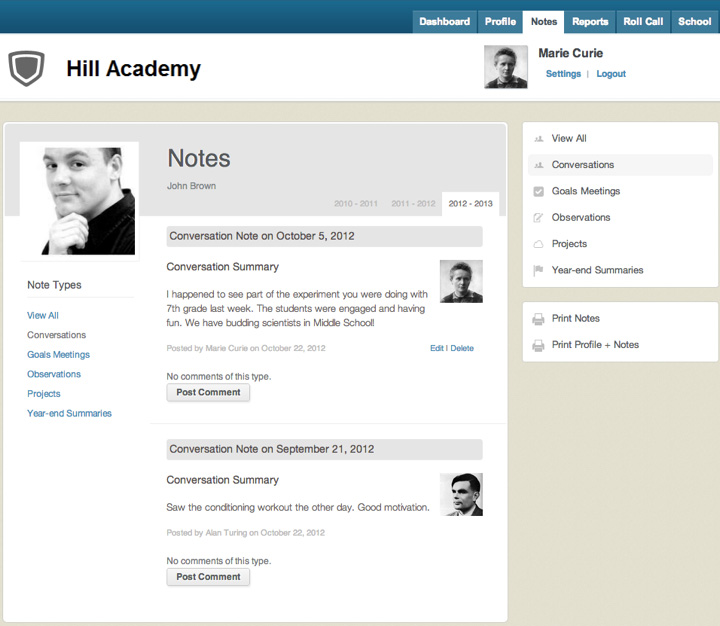 Dashboard Profile Notes Reports Roll Call School
Hill Academy
Marie Curie
Settings | Logout
Notes
John Brown
2010 - 2011 2011 - 2012 2012 - 2013
Note Types
View All
Conversations
Goals Meetings
Observations
Projects
Year-end Summaries
Conversation Note on October 5, 2012
Conversation Summary
I happened to see part of the experiment you were doing with
7th grade last week. The students were engaged and having
fun. We have budding scientists in Middle School!
Posted by Marie Curie on October 22, 2012
Edit | Delete
No comments of this type.
Post Comment
Conversation Note on September 21, 2012
Conversation Summary
Saw the conditioning workout the other day. Good motivation.
Posted by Alan Turing on October 22, 2012
No comments of this type.
Post Comment
View All
Conversations
Goals Meetings
Observations
Projects
Year-end Summaries
Print Notes
Print Profile + Notes